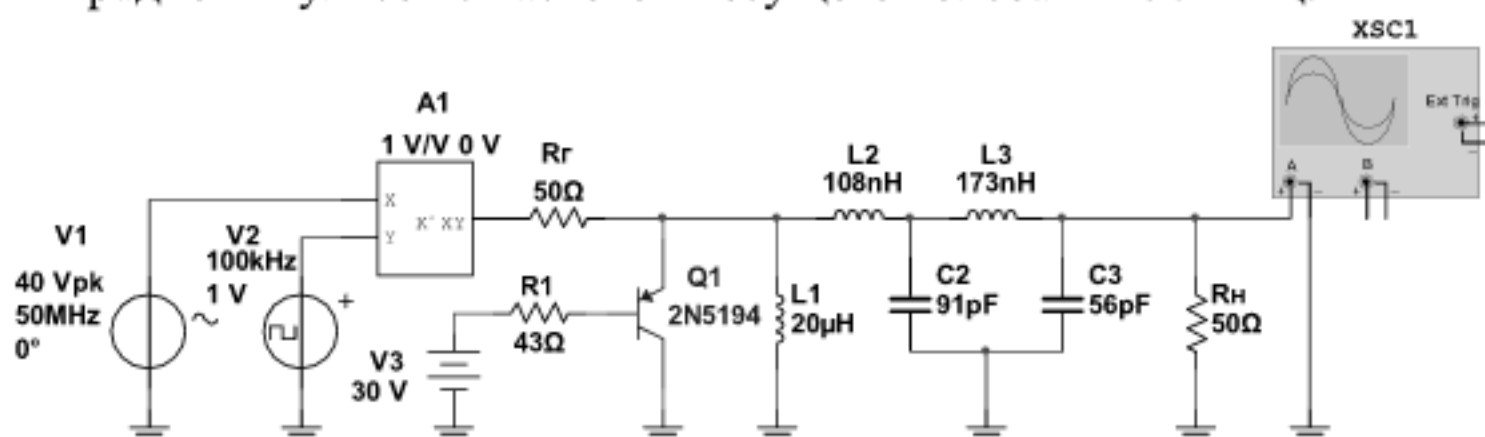 XSC1
Ext Trig
A
B
A1
1 V/V 0 V
X
Y
X*XY
Rг
50Ω
L2
108nH
L3
173nH
V1
40 Vpk
50MHz
0°
V2
100kHz
1 V
R1
43Ω
V3
30 V
Q1
2N5194
L1
20µH
C2
91pF
C3
56pF
Rн
50Ω